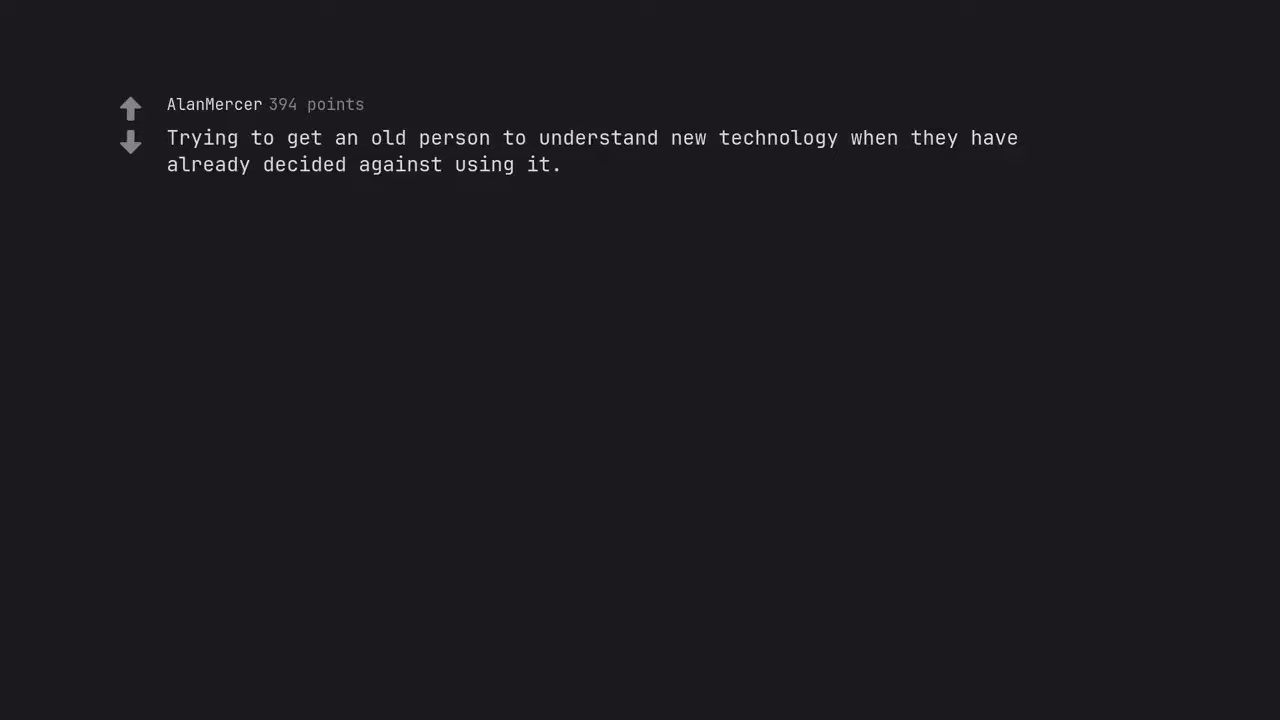 AlanMercer 394 points
Trying to get an old person to understand new technology when they have
already decided against using it.